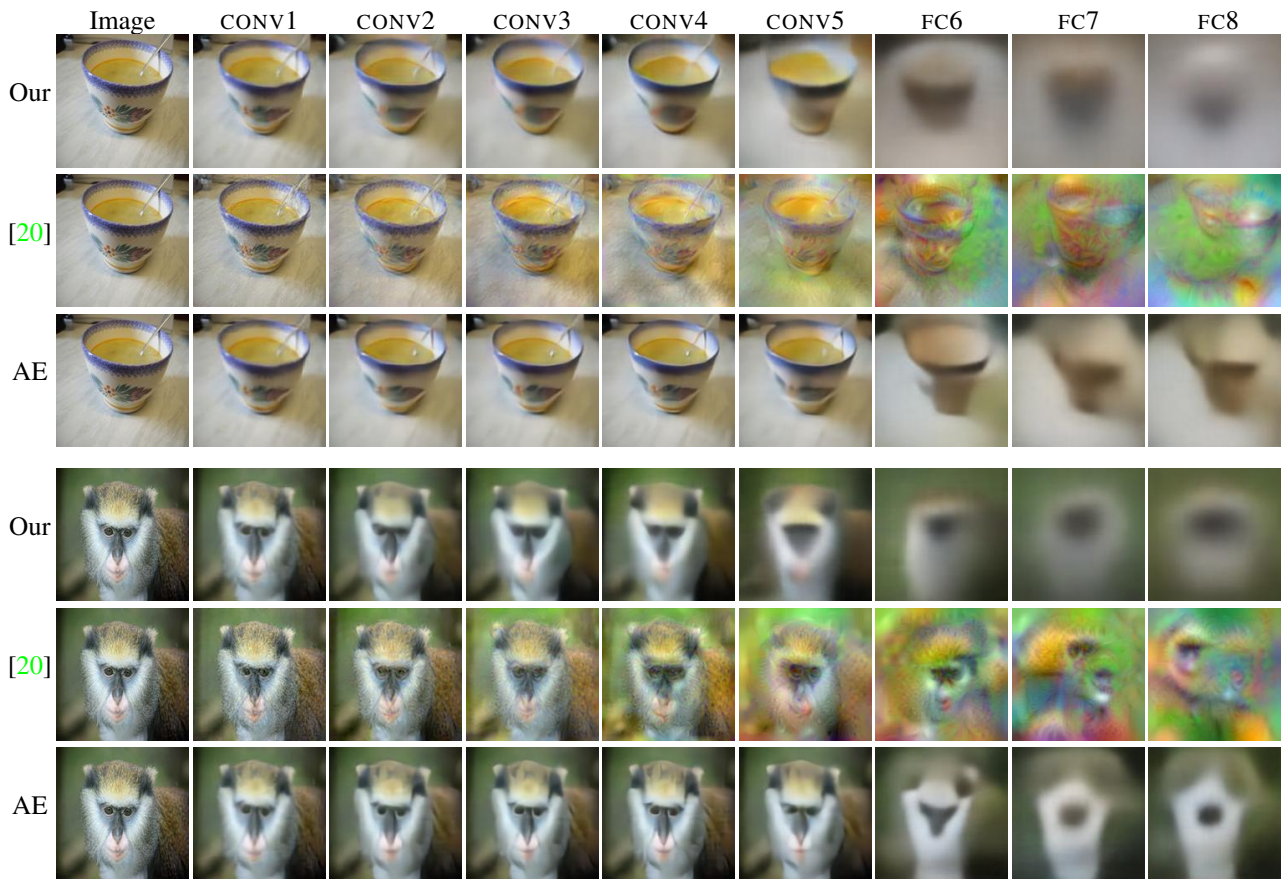 Image CONV1 CONV2 CONV3 CONV4 CONV5 FC6 FC7 FC8
Our
[20]
AE
Our
[20]
AE